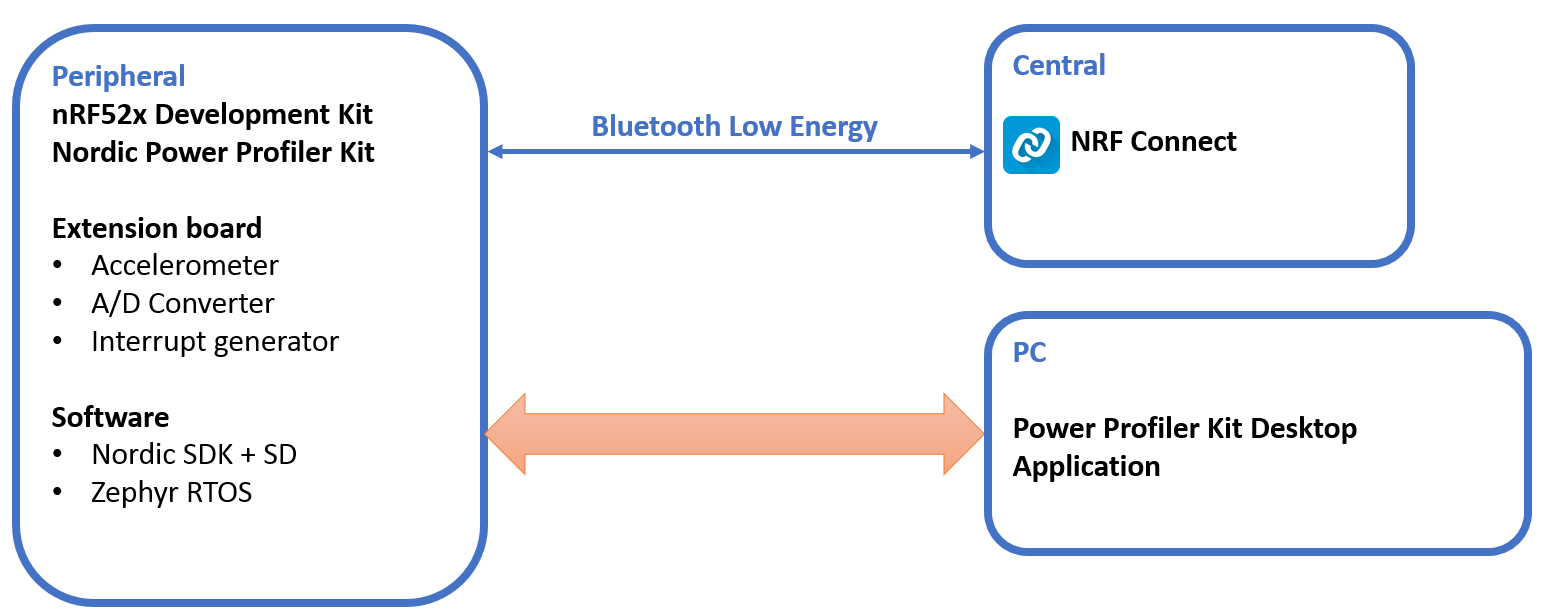 Peripheral
nRF52x Development Kit
Nordic Power Profiler Kit
Extension board
• Accelerometer
• A/D Converter
• Interrupt generator
Software
• Nordic SDK + SD
• Zephyr RTOS
Bluetooth Low Energy
Central
NRF Connect
PC
Power Profiler Kit Desktop
Application